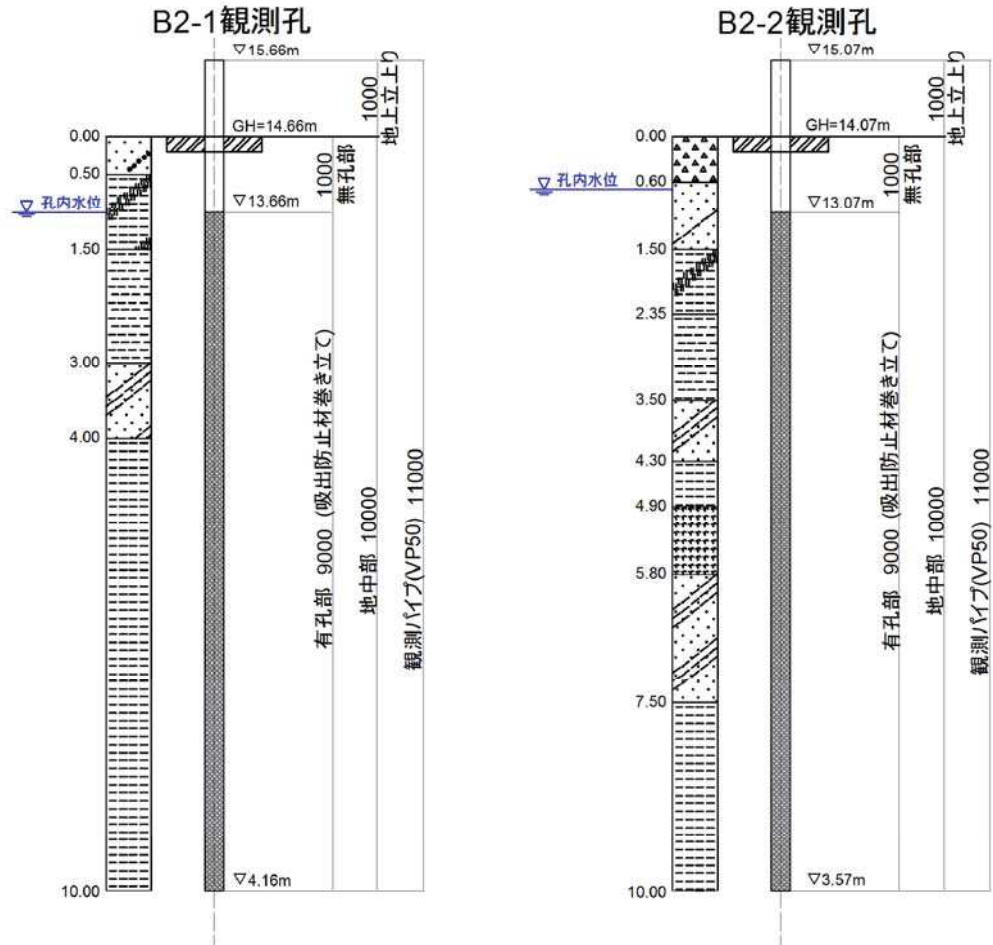 B2-1観測孔
▽15.66m
1000
地上立上り
GH=14.66m
0.00
1000
無孔部
0.50
孔内水位
▽13.66m
1.50
3.00
4.00
有孔部 9000 (吸出防止材巻き立て)
地中部 10000
観測パイプ(VP50) 11000
▽4.16m
10.00
B2-2観測孔
▽15.07m
1000
地上立上り
GH=14.07m
0.00
1000
無孔部
0.60
孔内水位
▽13.07m
1.50
2.35
3.50
4.30
4.90
5.80
7.50
有孔部 9000 (吸出防止材巻き立て)
地中部 10000
観測パイプ(VP50) 11000
▽3.57m
10.00